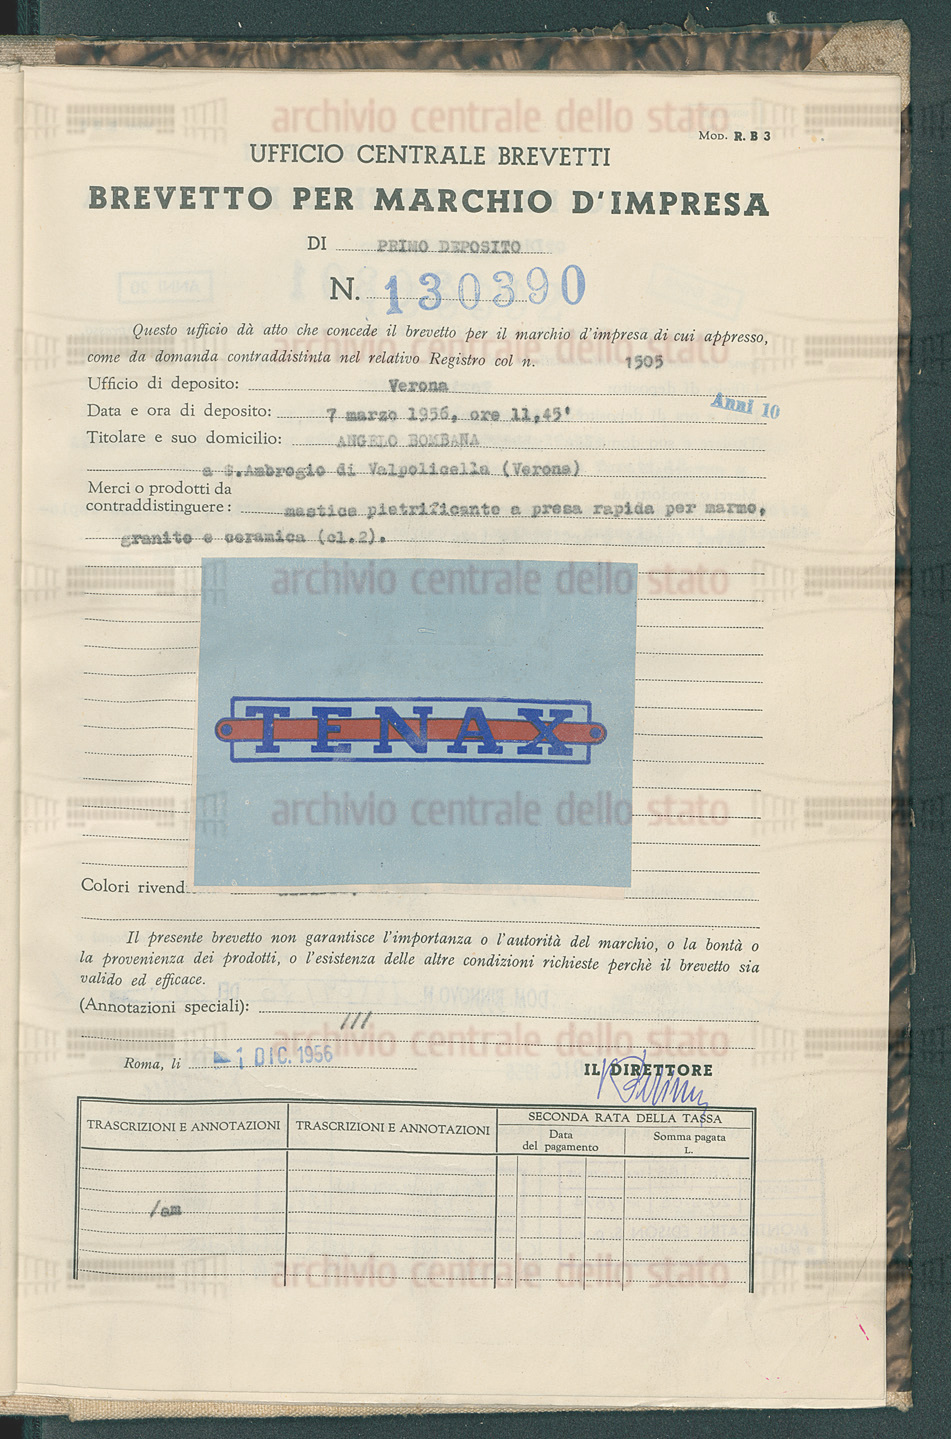 archivio centrale dello stato
MOD. R. B 3
UFFICIO CENTRALE BREVETTI
BREVETTO PER MARCHIO D'IMPRESA
DI PRIMO DEPOSITO
N. 130390
Questo ufficio dà atto che concede il brevetto per il marchio d'impresa di cui appresso,
come da domanda contraddistinta nel relativo Registro col n. 1505
Ufficio di deposito: Verona
Anni 10
Data e ora di deposito: 7 marzo 1956, ore 11,45'
Titolare e suo domicilio: ANGELO BOMBANA
a S.Ambrogio di Valpolicella (Verona)
Merci o prodotti da
contraddistinguere: mastice pietrificante a presa rapida per marmo,
granito e ceramica (cl.2).
archivio centrale dello stato
TENAX
archivio centrale dello stato
Colori rivend
Il presente brevetto non garantisce l'importanza o l'autorità del marchio, o la bontà o
la provenienza dei prodotti, o l'esistenza delle altre condizioni richieste perchè il brevetto sia
valido ed efficace.
(Annotazioni speciali):
///
archivio centrale dello stato
Roma, li 1 DIC. 1956
IL DIRETTORE
TRASCRIZIONI E ANNOTAZIONI TRASCRIZIONI E ANNOTAZIONI SECONDA RATA DELLA TASSA
Data del pagamento Somma pagata L.
/am
archivio centrale dello stato